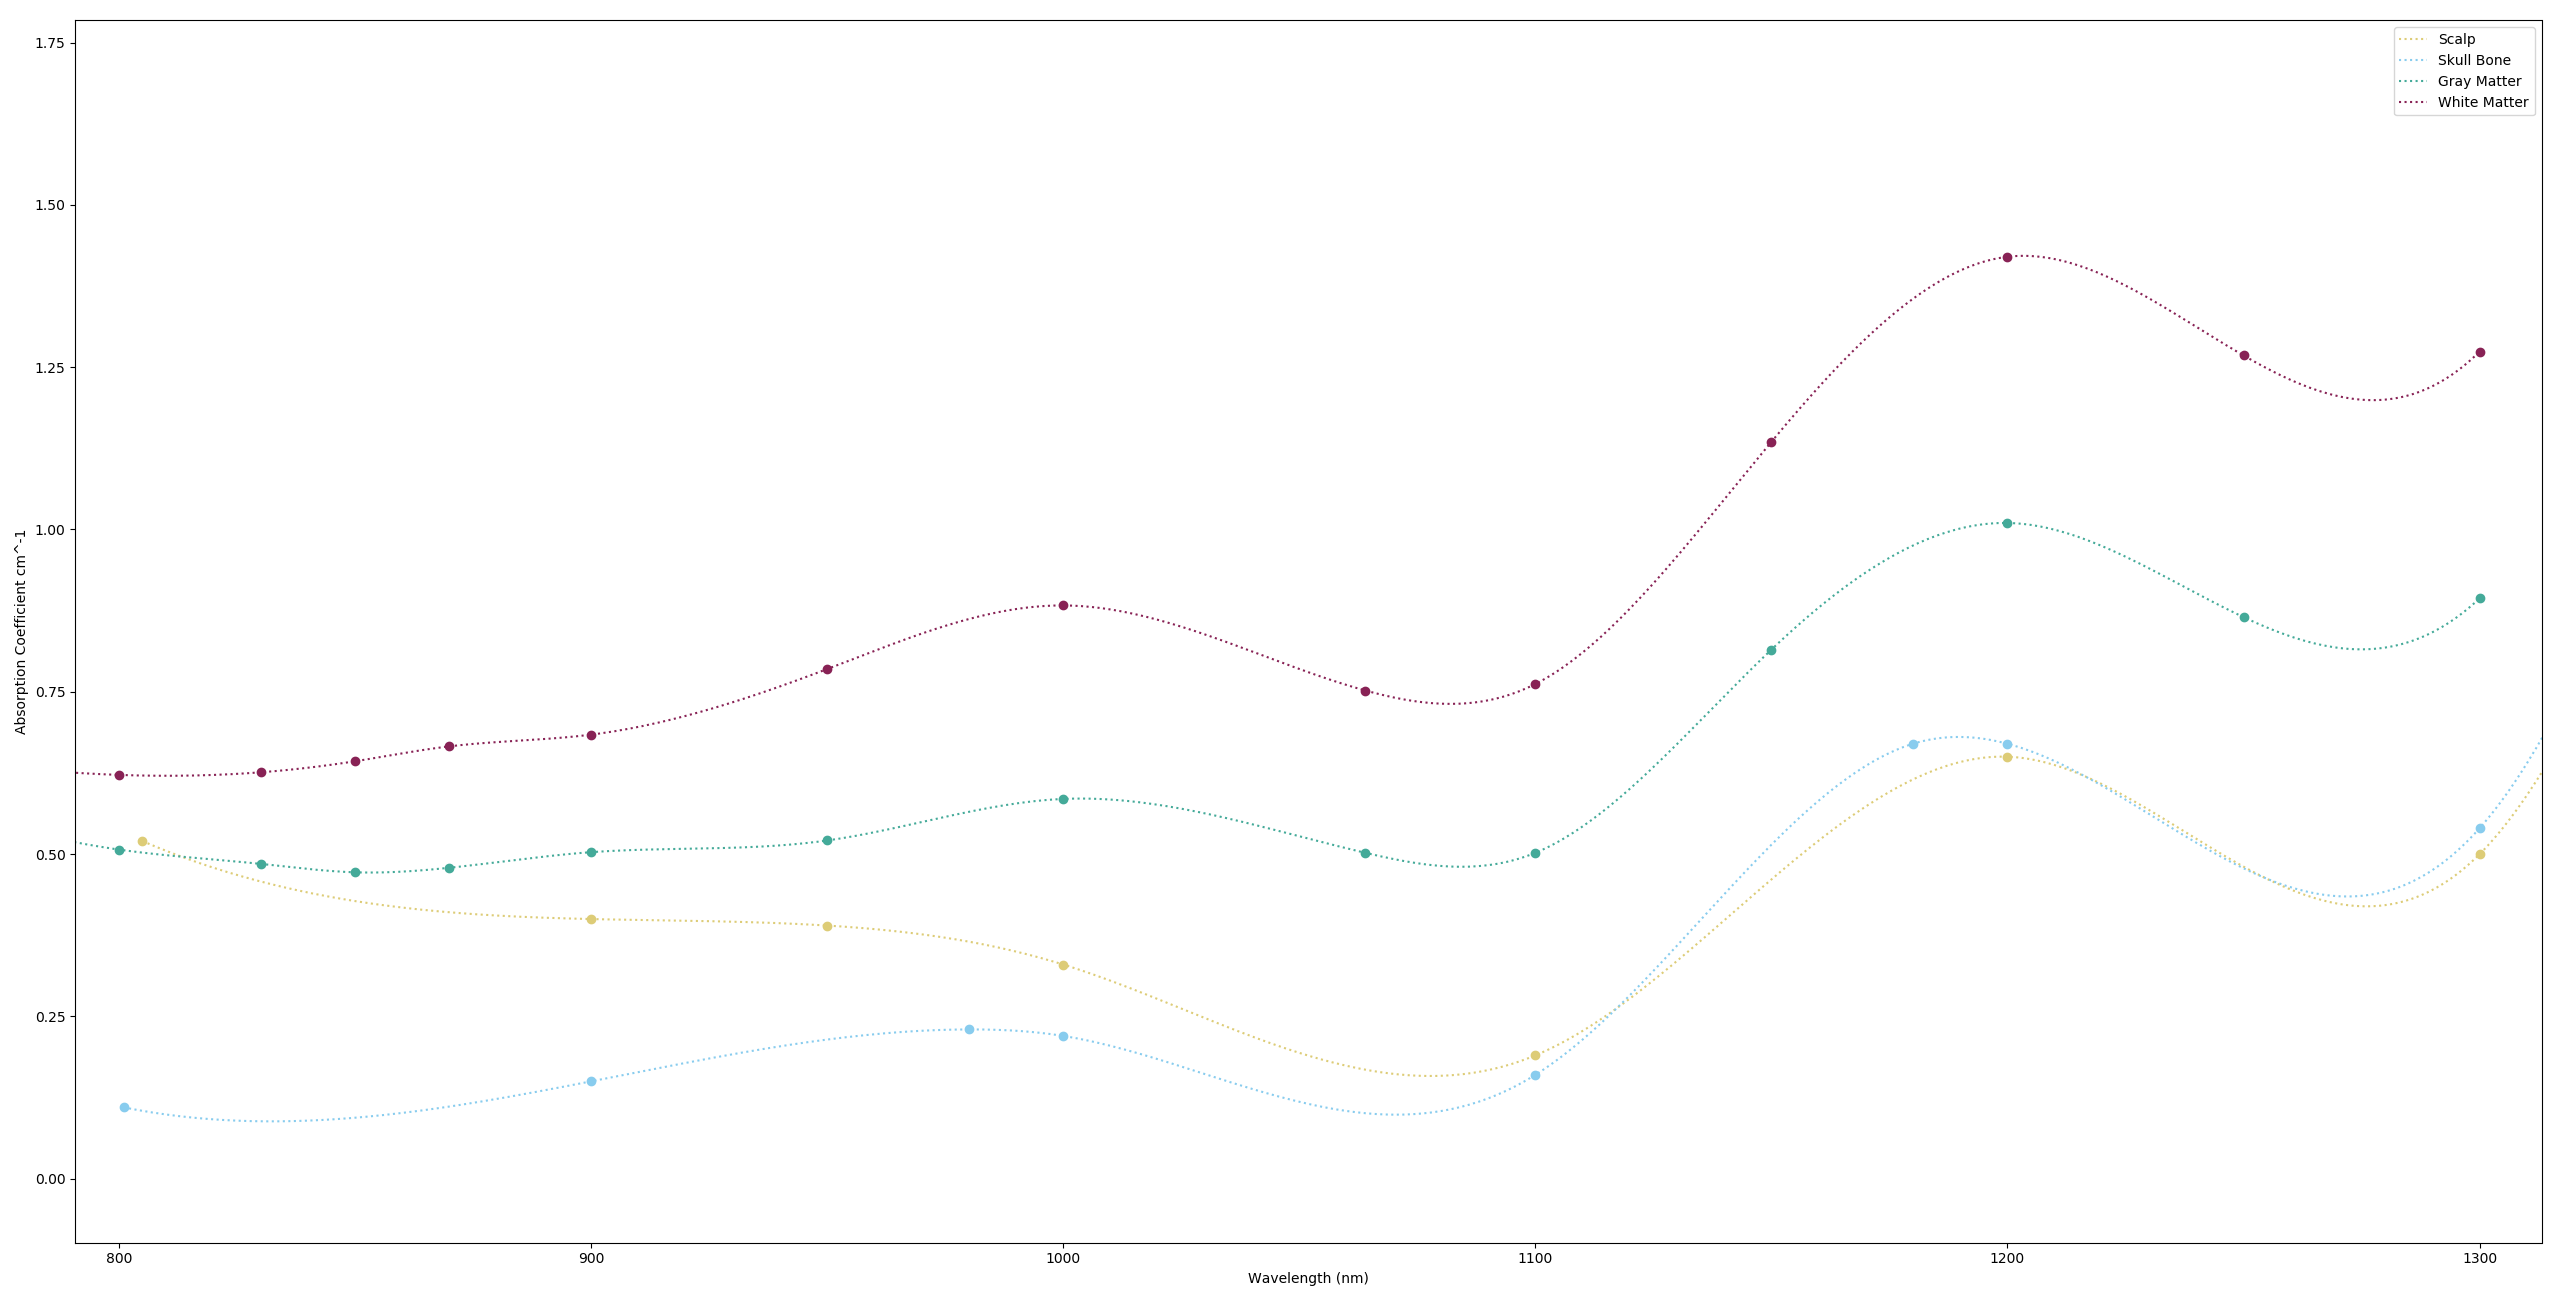 Scalp
Skull Bone
Gray Matter
White Matter
1.75
1.50
1.25
1.00
0.75
0.50
0.25
0.00
Absorption Coefficient cm^-1
800 900 1000 1100 1200 1300
Wavelength (nm)